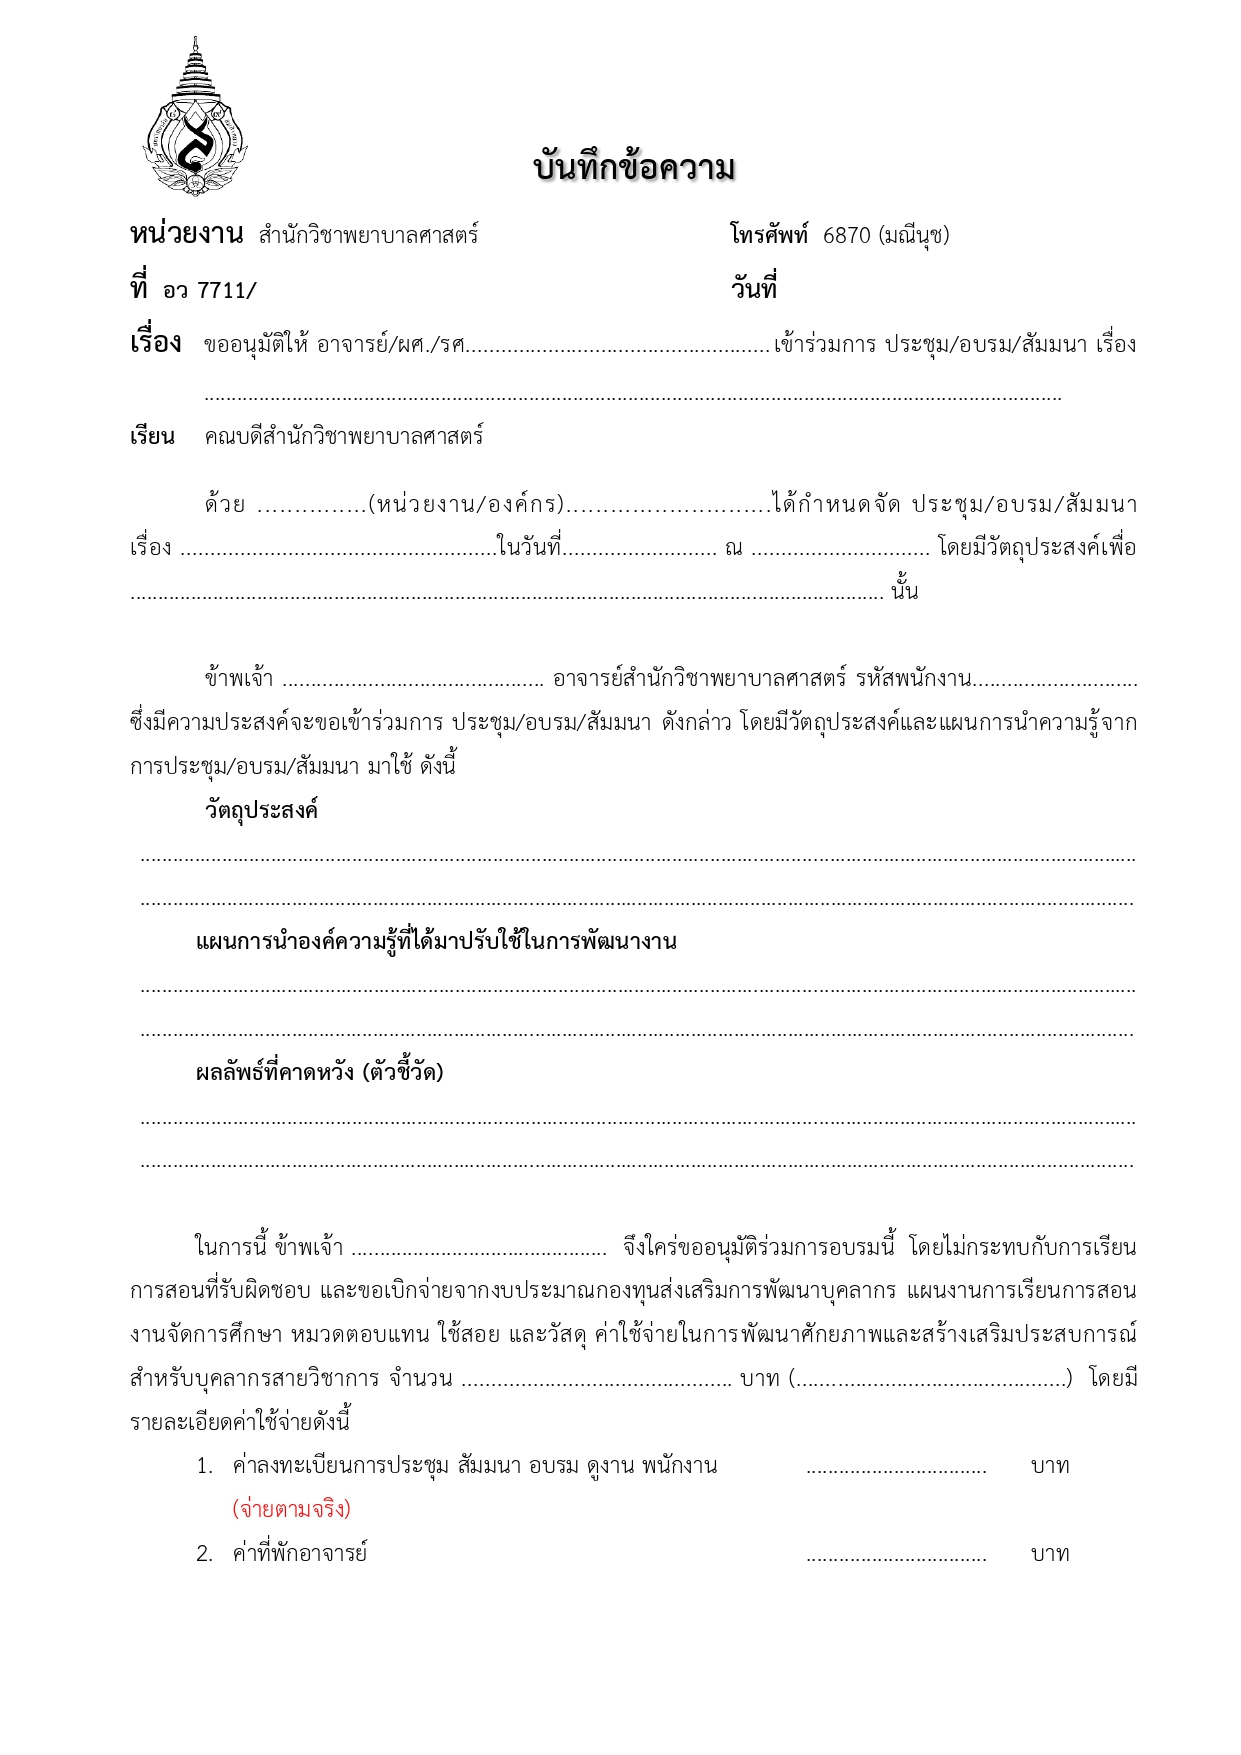 บันทึกข้อความ
หน่วยงาน สำนักวิชาพยาบาลศาสตร์ โทรศัพท์ 6870 (มณีนุช)
ที่ อว 7711/ วันที่
เรื่อง ขออนุมัติให้ อาจารย์/ผศ./รศ....................................................เข้าร่วมการ ประชุม/อบรม/สัมมนา เรื่อง
..............................................................................................................................................................
เรียน คณบดีสำนักวิชาพยาบาลศาสตร์
ด้วย ...............(หน่วยงาน/องค์กร)............................ได้กำหนดจัด ประชุม/อบรม/สัมมนา
เรื่อง .....................................................ในวันที่.......................... ณ .............................. โดยมีวัตถุประสงค์เพื่อ
........................................................................................................................................... นั้น
ข้าพเจ้า .............................................. อาจารย์สำนักวิชาพยาบาลศาสตร์ รหัสพนักงาน.............................
ซึ่งมีความประสงค์จะขอเข้าร่วมการ ประชุม/อบรม/สัมมนา ดังกล่าว โดยมีวัตถุประสงค์และแผนการนำความรู้จาก
การประชุม/อบรม/สัมมนา มาใช้ ดังนี้
วัตถุประสงค์
........................................................................................................................................................................................
........................................................................................................................................................................................
แผนการนำองค์ความรู้ที่ได้มาปรับใช้ในการพัฒนางาน
........................................................................................................................................................................................
........................................................................................................................................................................................
ผลลัพธ์ที่คาดหวัง (ตัวชี้วัด)
........................................................................................................................................................................................
........................................................................................................................................................................................
ในการนี้ ข้าพเจ้า ........................................... จึงใคร่ขออนุมัติร่วมการอบรมนี้ โดยไม่กระทบกับการเรียน
การสอนที่รับผิดชอบ และขอเบิกจ่ายจากงบประมาณกองทุนส่งเสริมการพัฒนาบุคลากร แผนงานการเรียนการสอน
งานจัดการศึกษา หมวดตอบแทน ใช้สอย และวัสดุ ค่าใช้จ่ายในการพัฒนาศักยภาพและสร้างเสริมประสบการณ์
สำหรับบุคลากรสายวิชาการ จำนวน ............................................. บาท (.............................................) โดยมี
รายละเอียดค่าใช้จ่ายดังนี้
1. ค่าลงทะเบียนการประชุม สัมมนา อบรม ดูงาน พนักงาน ................................. บาท
(จ่ายตามจริง)
2. ค่าที่พักอาจารย์ ................................. บาท